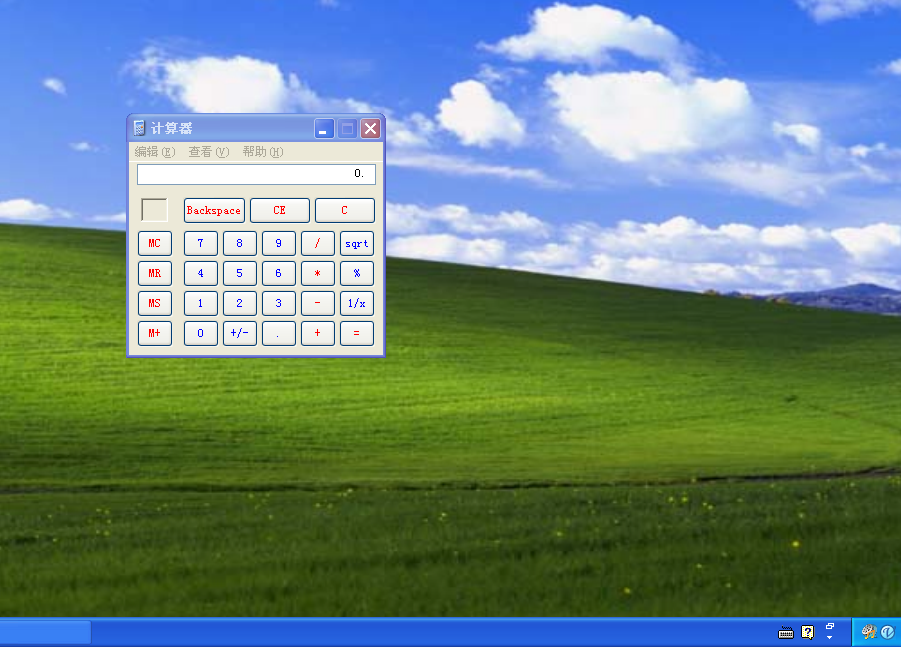 计算器
编辑(E) 查看(V) 帮助(H)
0.
Backspace CE C
MC 7 8 9 / sqrt
MR 4 5 6 * %
MS 1 2 3 - 1/x
M+ 0 +/- . + =
?